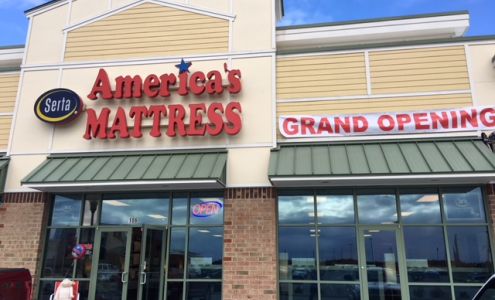 America's
Serta
MATTRESS
GRAND OPENING
OPEN